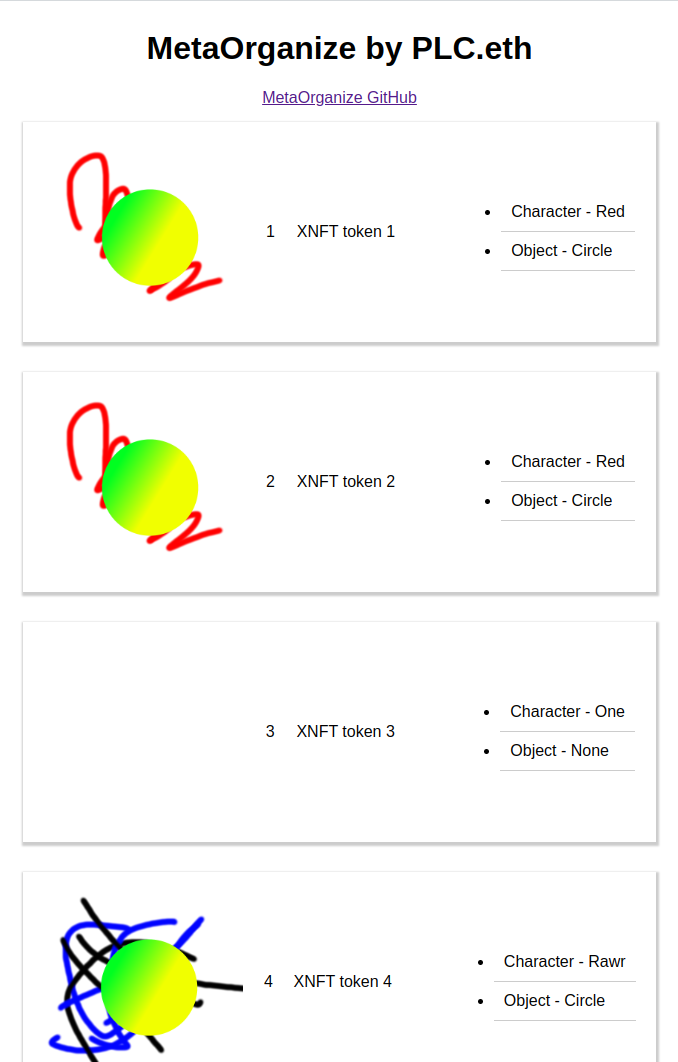 MetaOrganize by PLC.eth
MetaOrganize GitHub
1 XNFT token 1
Character - Red
Object - Circle
2 XNFT token 2
Character - Red
Object - Circle
3 XNFT token 3
Character - One
Object - None
4 XNFT token 4
Character - Rawr
Object - Circle